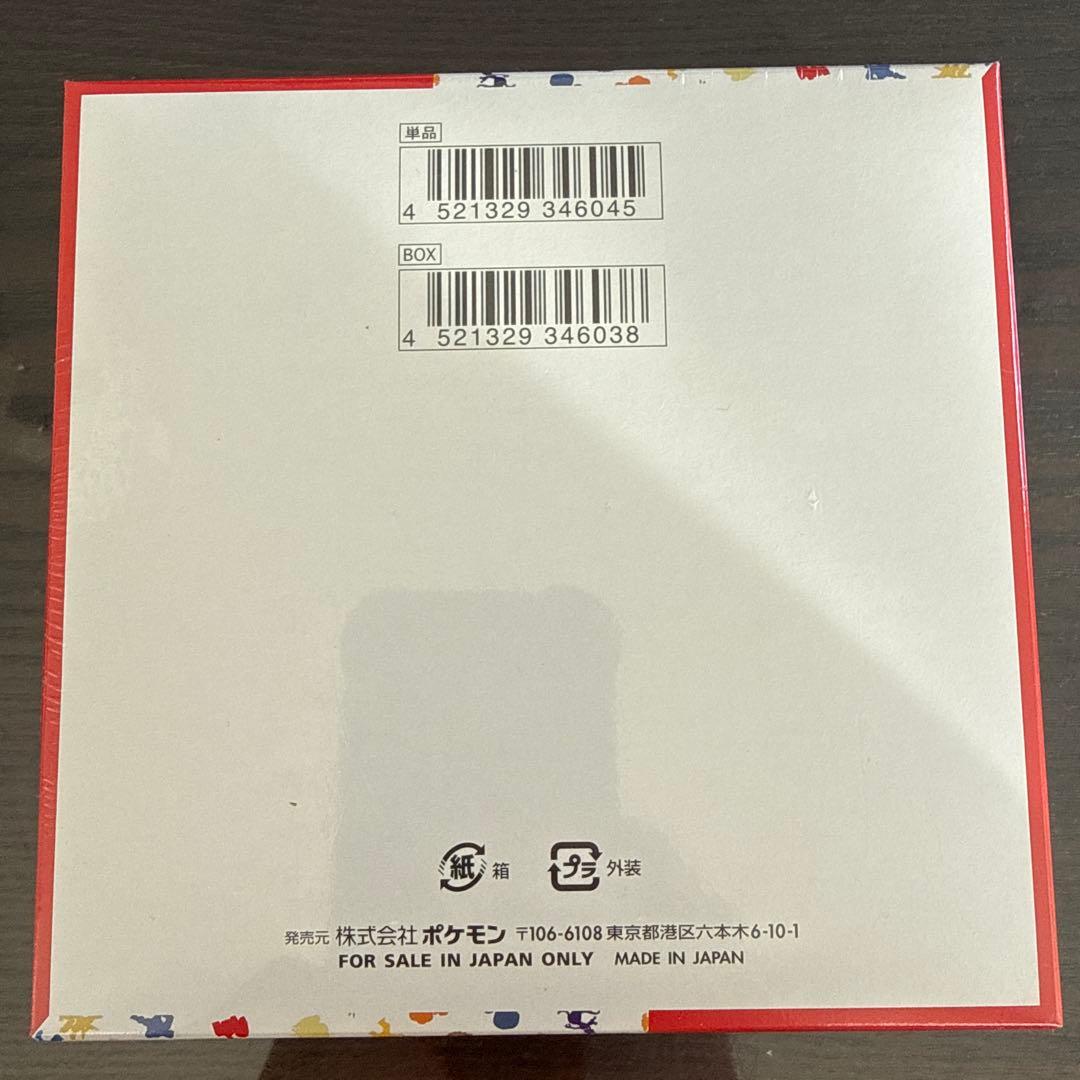 単品
4 521329 346045
BOX
4 521329 346038
紙 箱 プラ 外装
発売元 株式会社 ポケモン 〒106-6108 東京都港区六本木6-10-1
FOR SALE IN JAPAN ONLY MADE IN JAPAN